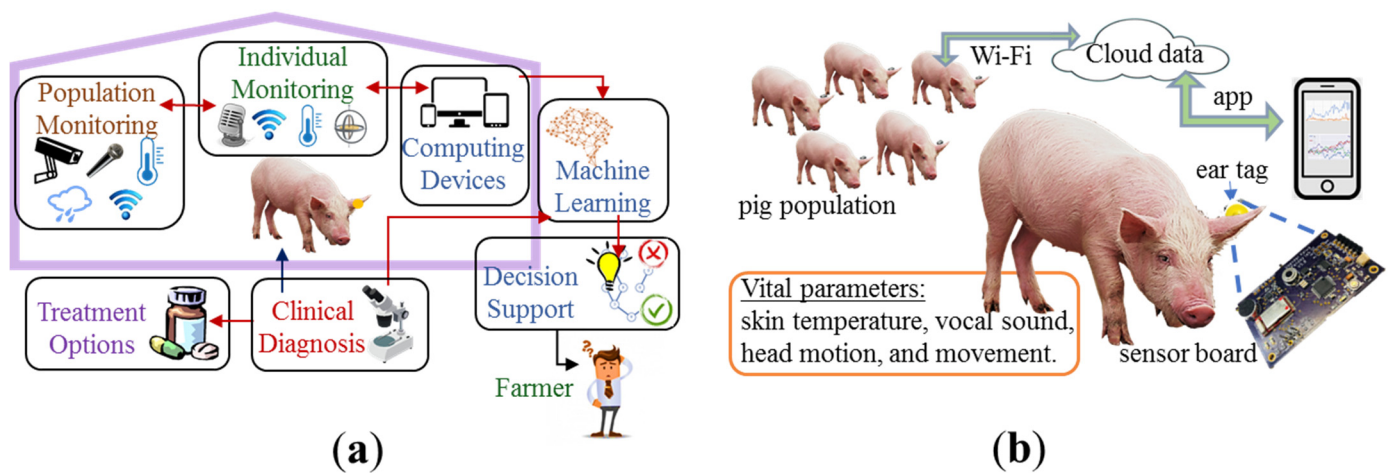 Population
Monitoring
Individual
Monitoring
Computing
Devices
Machine
Learning
Decision
Support
Treatment
Options
Clinical
Diagnosis
??
Farmer
(a)
Wi-Fi
Cloud data
app
pig population
ear tag
Vital parameters:
skin temperature, vocal sound,
head motion, and movement.
sensor board
(b)